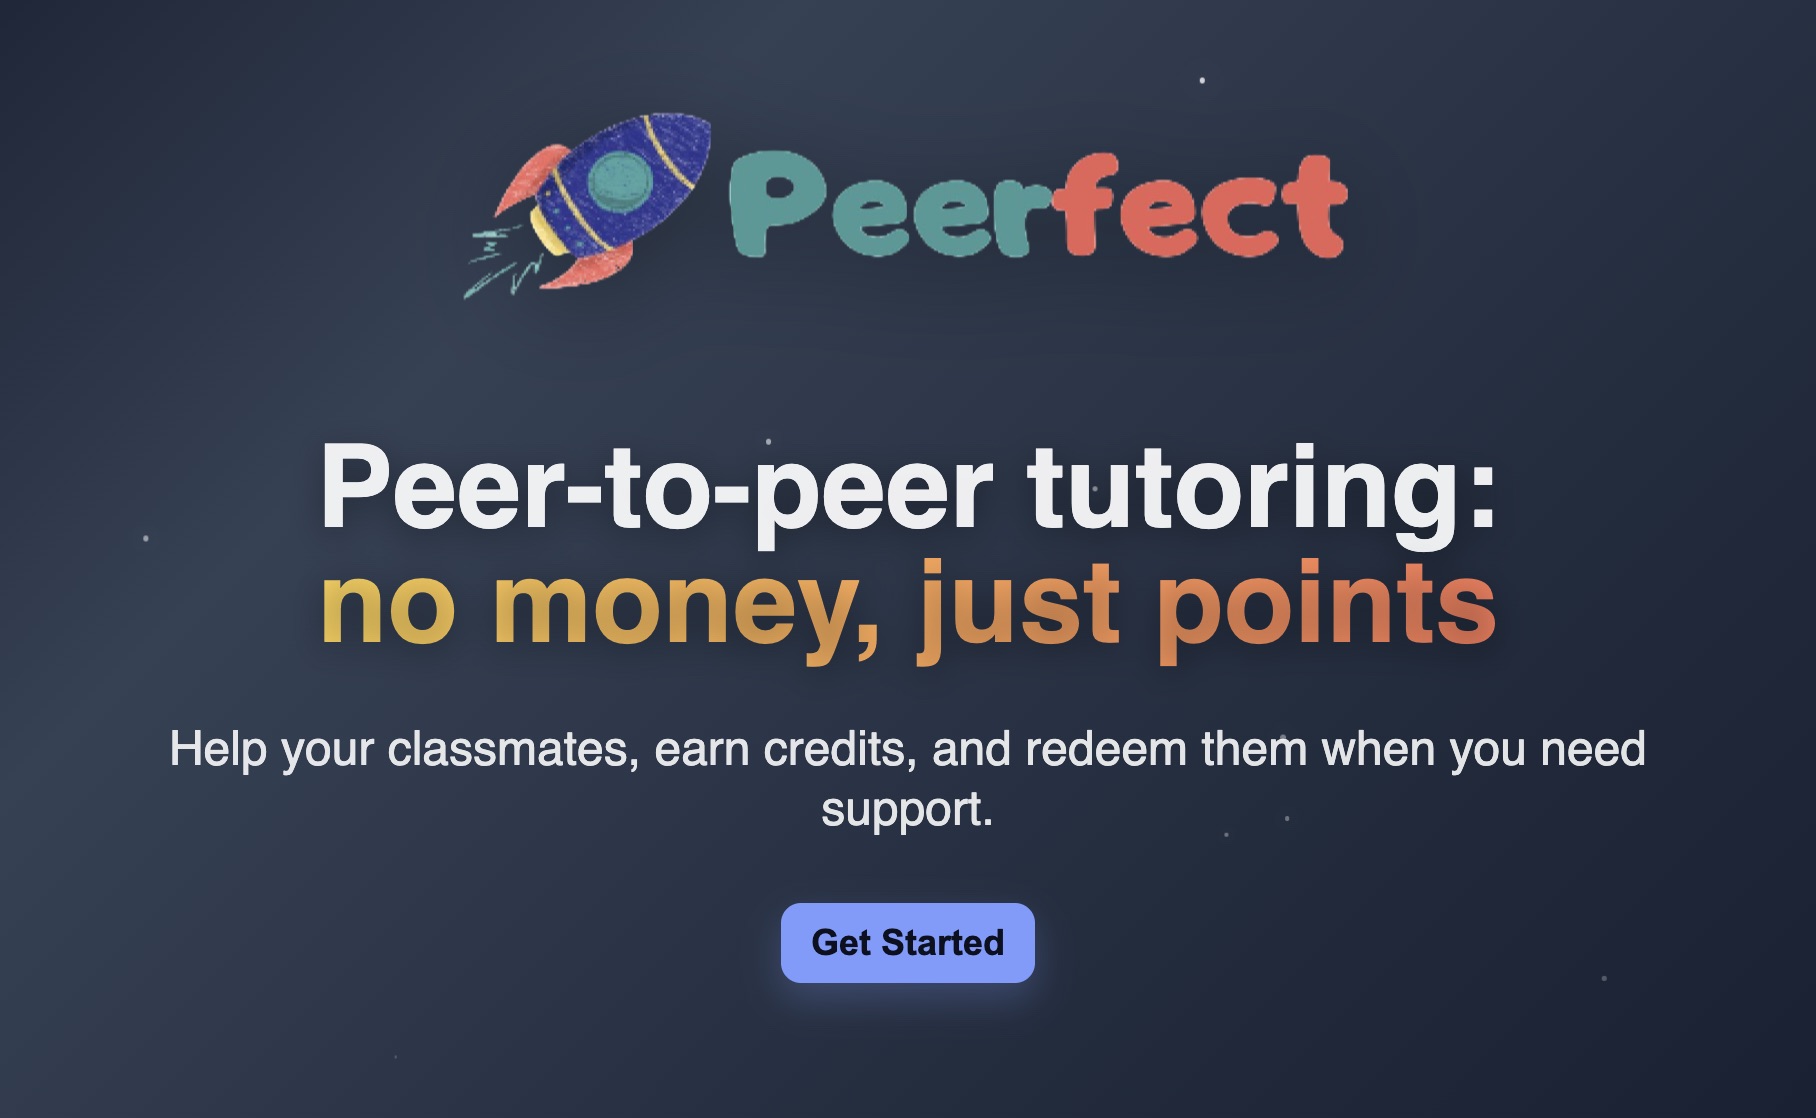 Peerfect
Peer-to-peer tutoring:
no money, just points
Help your classmates, earn credits, and redeem them when you need
support.
Get Started